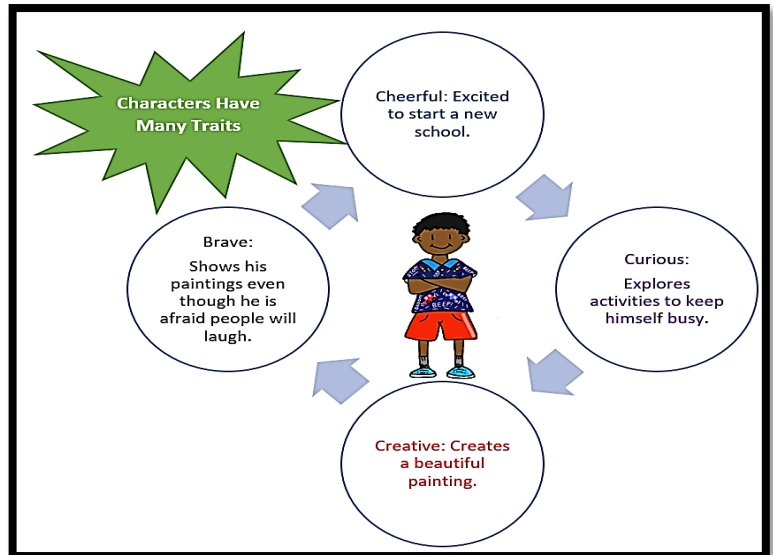 Characters Have
Many Traits
Cheerful: Excited
to start a new
school.
Curious:
Explores
activities to keep
himself busy.
Creative: Creates
a beautiful
painting.
Brave:
Shows his
paintings even
though he is
afraid people will
laugh.